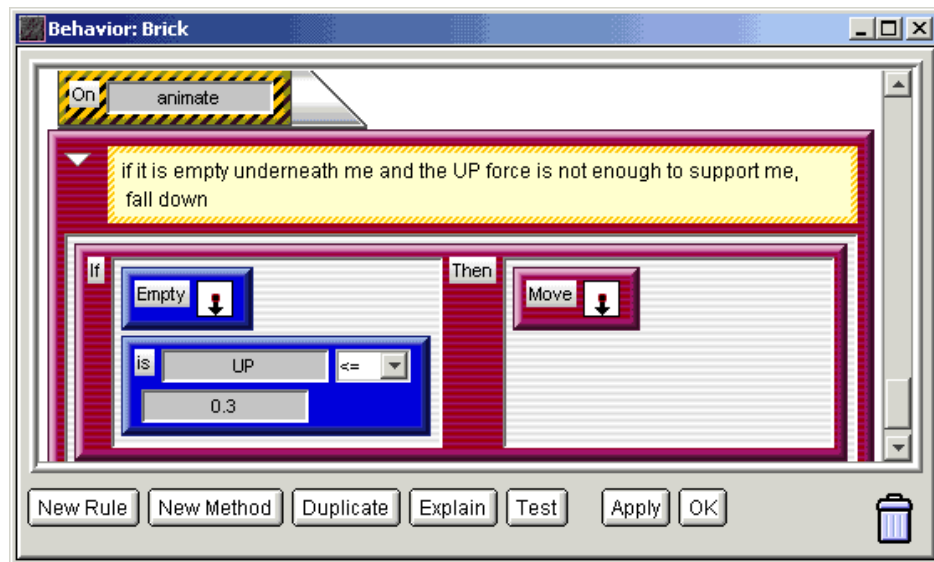 Behavior: Brick
On animate
if it is empty underneath me and the UP force is not enough to support me,
fall down
If Empty Then Move
is UP <=
0.3
New Rule New Method Duplicate Explain Test Apply OK